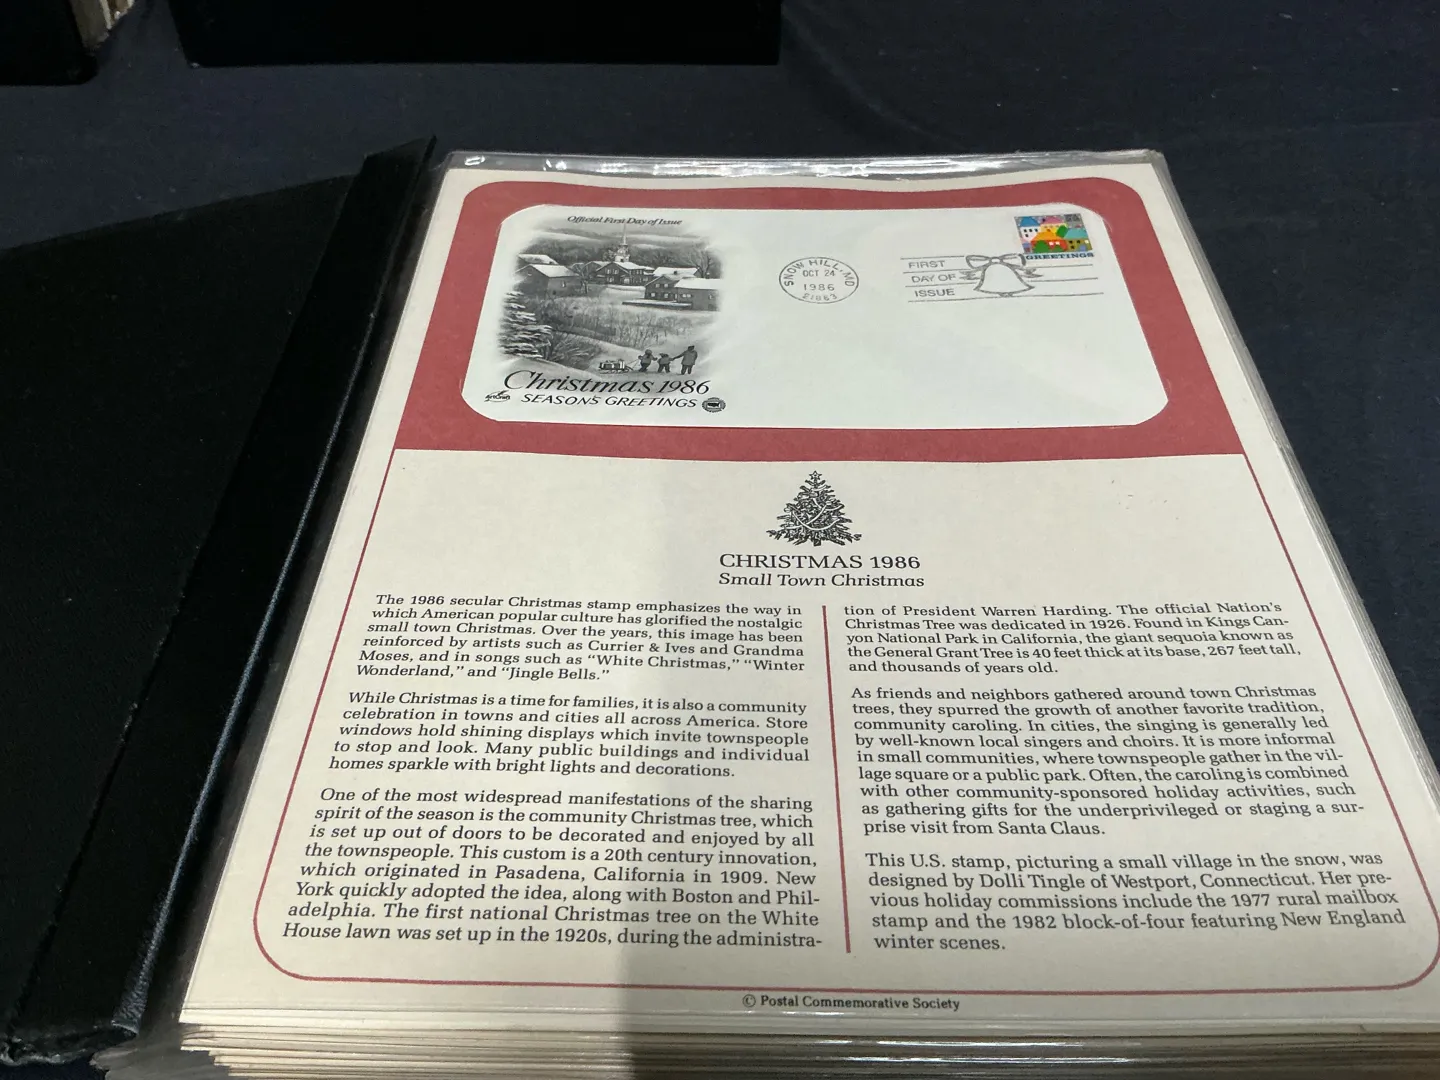 Official First Day of Issue
Christmas 1986
ArtCraft SEASON'S GREETINGS
SNOW HILL, MD
OCT 24
1986
21863
FIRST
DAY OF
ISSUE
GREETINGS
CHRISTMAS 1986
Small Town Christmas
The 1986 secular Christmas stamp emphasizes the way in
which American popular culture has glorified the nostalgic
small town Christmas. Over the years, this image has been
reinforced by artists such as Currier & Ives and Grandma
Moses, and in songs such as “White Christmas,” “Winter
Wonderland,” and “Jingle Bells.”
While Christmas is a time for families, it is also a community
celebration in towns and cities all across America. Store
windows hold shining displays which invite townspeople
to stop and look. Many public buildings and individual
homes sparkle with bright lights and decorations.
One of the most widespread manifestations of the sharing
spirit of the season is the community Christmas tree, which
is set up out of doors to be decorated and enjoyed by all
the townspeople. This custom is a 20th century innovation,
which originated in Pasadena, California in 1909. New
York quickly adopted the idea, along with Boston and Phil-
adelphia. The first national Christmas tree on the White
House lawn was set up in the 1920s, during the administra-
tion of President Warren Harding. The official Nation's
Christmas Tree was dedicated in 1926. Found in Kings Can-
yon National Park in California, the giant sequoia known as
the General Grant Tree is 40 feet thick at its base, 267 feet tall,
and thousands of years old.
As friends and neighbors gathered around town Christmas
trees, they spurred the growth of another favorite tradition,
community caroling. In cities, the singing is generally led
by well-known local singers and choirs. It is more informal
in small communities, where townspeople gather in the vil-
lage square or a public park. Often, the caroling is combined
with other community-sponsored holiday activities, such
as gathering gifts for the underprivileged or staging a sur-
prise visit from Santa Claus.
This U.S. stamp, picturing a small village in the snow, was
designed by Dolli Tingle of Westport, Connecticut. Her pre-
vious holiday commissions include the 1977 rural mailbox
stamp and the 1982 block-of-four featuring New England
winter scenes.
© Postal Commemorative Society